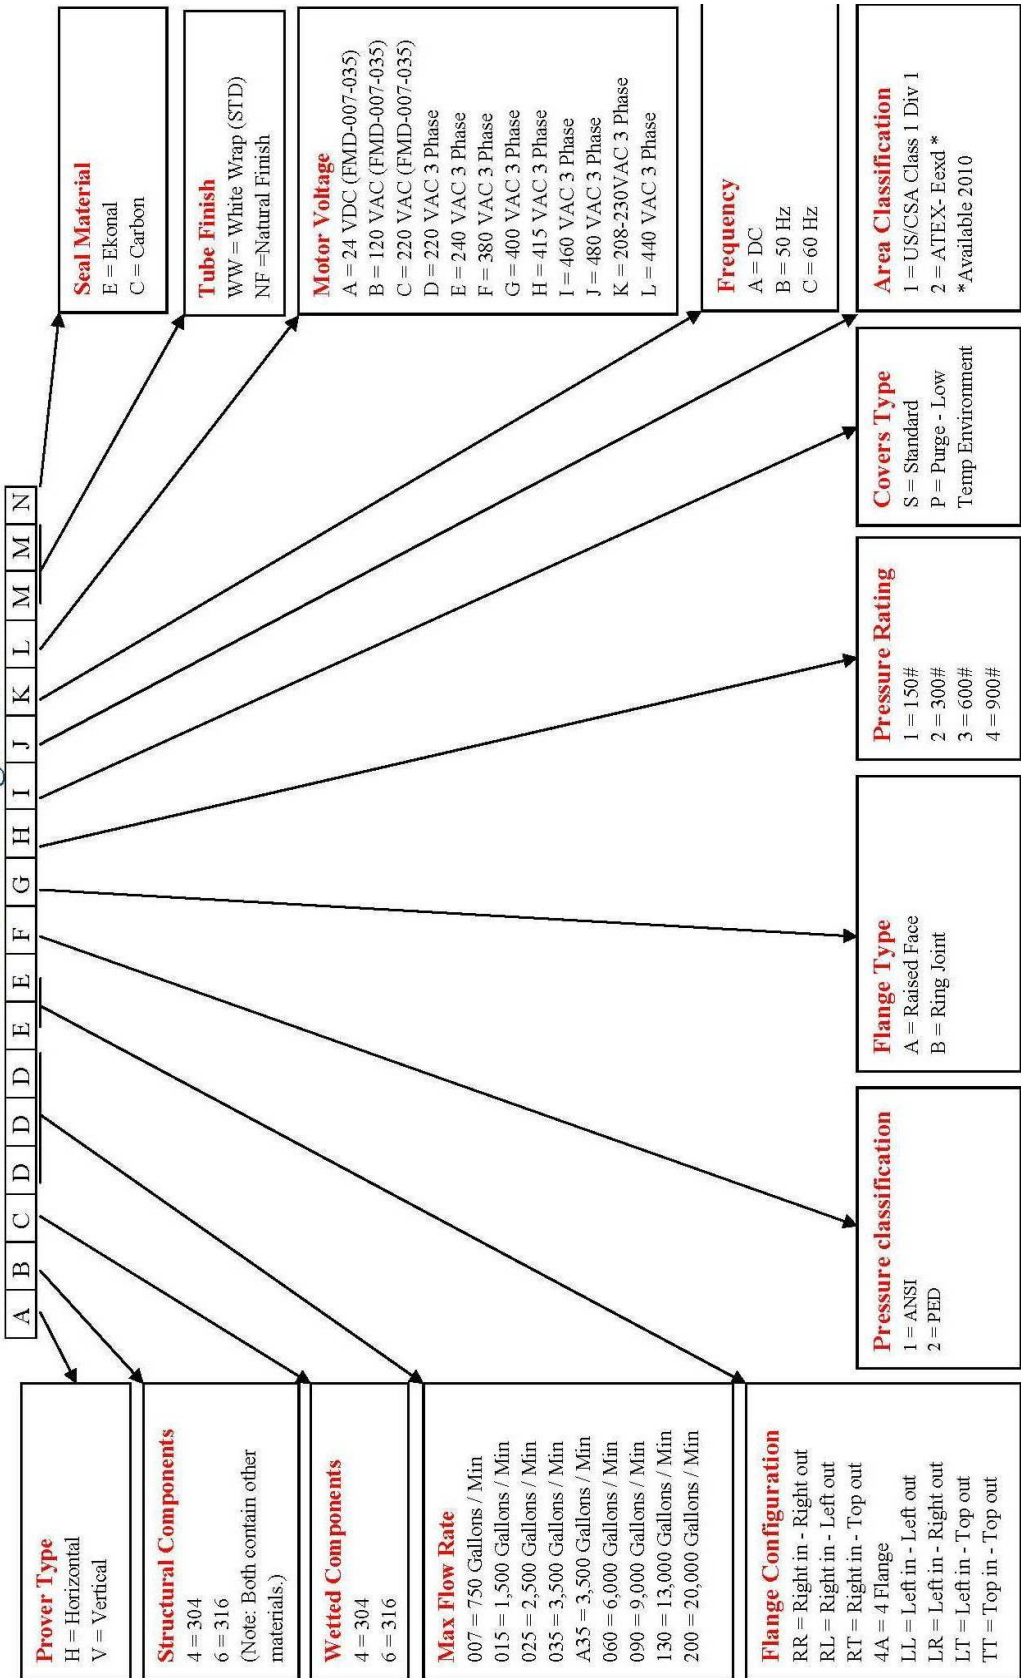 A B C D D D E E F G H I J K L M M N
Prover Type
H = Horizontal
V = Vertical
Structural Components
4 = 304
6 = 316
(Note: Both contain other
materials.)
Wetted Components
4 = 304
6 = 316
Max Flow Rate
007 = 750 Gallons / Min
015 = 1,500 Gallons / Min
025 = 2,500 Gallons / Min
035 = 3,500 Gallons / Min
A35 = 3,500 Gallons / Min
060 = 6,000 Gallons / Min
090 = 9,000 Gallons / Min
130 = 13,000 Gallons / Min
200 = 20,000 Gallons / Min
Flange Configuration
RR = Right in - Right out
RL = Right in - Left out
RT = Right in - Top out
4A = 4 Flange
LL = Left in - Left out
LR = Left in - Right out
LT = Left in - Top out
TT = Top in - Top out
Pressure classification
1 = ANSI
2 = PED
Flange Type
A = Raised Face
B = Ring Joint
Pressure Rating
1 = 150#
2 = 300#
3 = 600#
4 = 900#
Covers Type
S = Standard
P = Purge - Low
Temp Environment
Area Classification
1 = US/CSA Class 1 Div 1
2 = ATEX- Eexd *
*Available 2010
Frequency
A = DC
B = 50 Hz
C = 60 Hz
Motor Voltage
A = 24 VDC (FMD-007-035)
B = 120 VAC (FMD-007-035)
C = 220 VAC (FMD-007-035)
D = 220 VAC 3 Phase
E = 240 VAC 3 Phase
F = 380 VAC 3 Phase
G = 400 VAC 3 Phase
H = 415 VAC 3 Phase
I = 460 VAC 3 Phase
J = 480 VAC 3 Phase
K = 208-230VAC 3 Phase
L = 440 VAC 3 Phase
Tube Finish
WW = White Wrap (STD)
NF =Natural Finish
Seal Material
E = Ekonal
C = Carbon